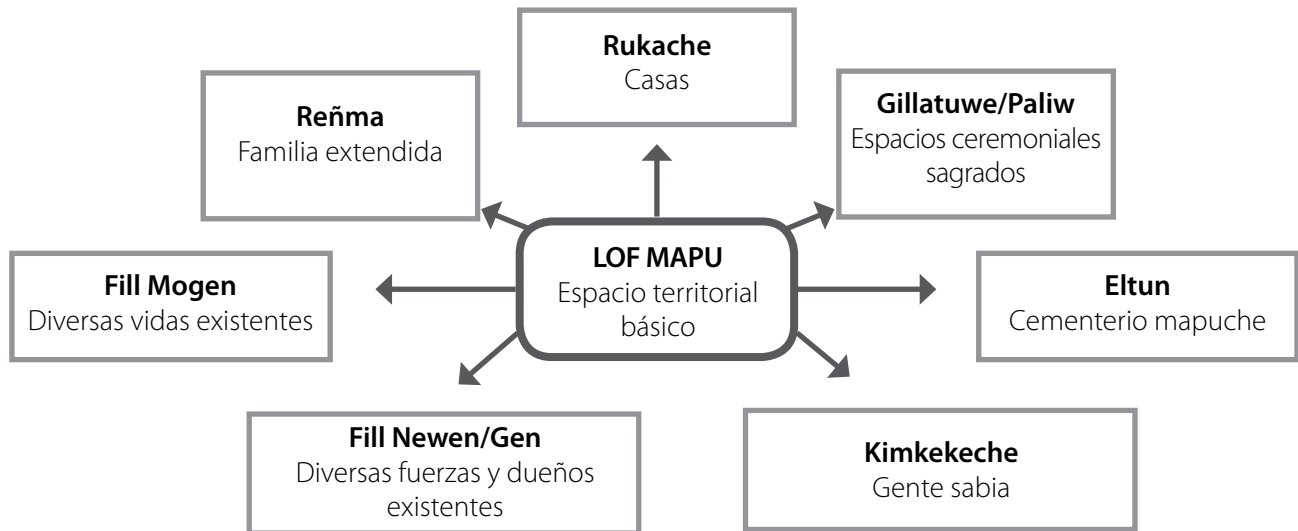 Rukache
Casas
Reñma
Familia extendida
Gillatuwe/Paliw
Espacios ceremoniales
sagrados
LOF MAPU
Espacio territorial
básico
Fill Mogen
Diversas vidas existentes
Eltun
Cementerio mapuche
Fill Newen/Gen
Diversas fuerzas y dueños
existentes
Kimkekeche
Gente sabia